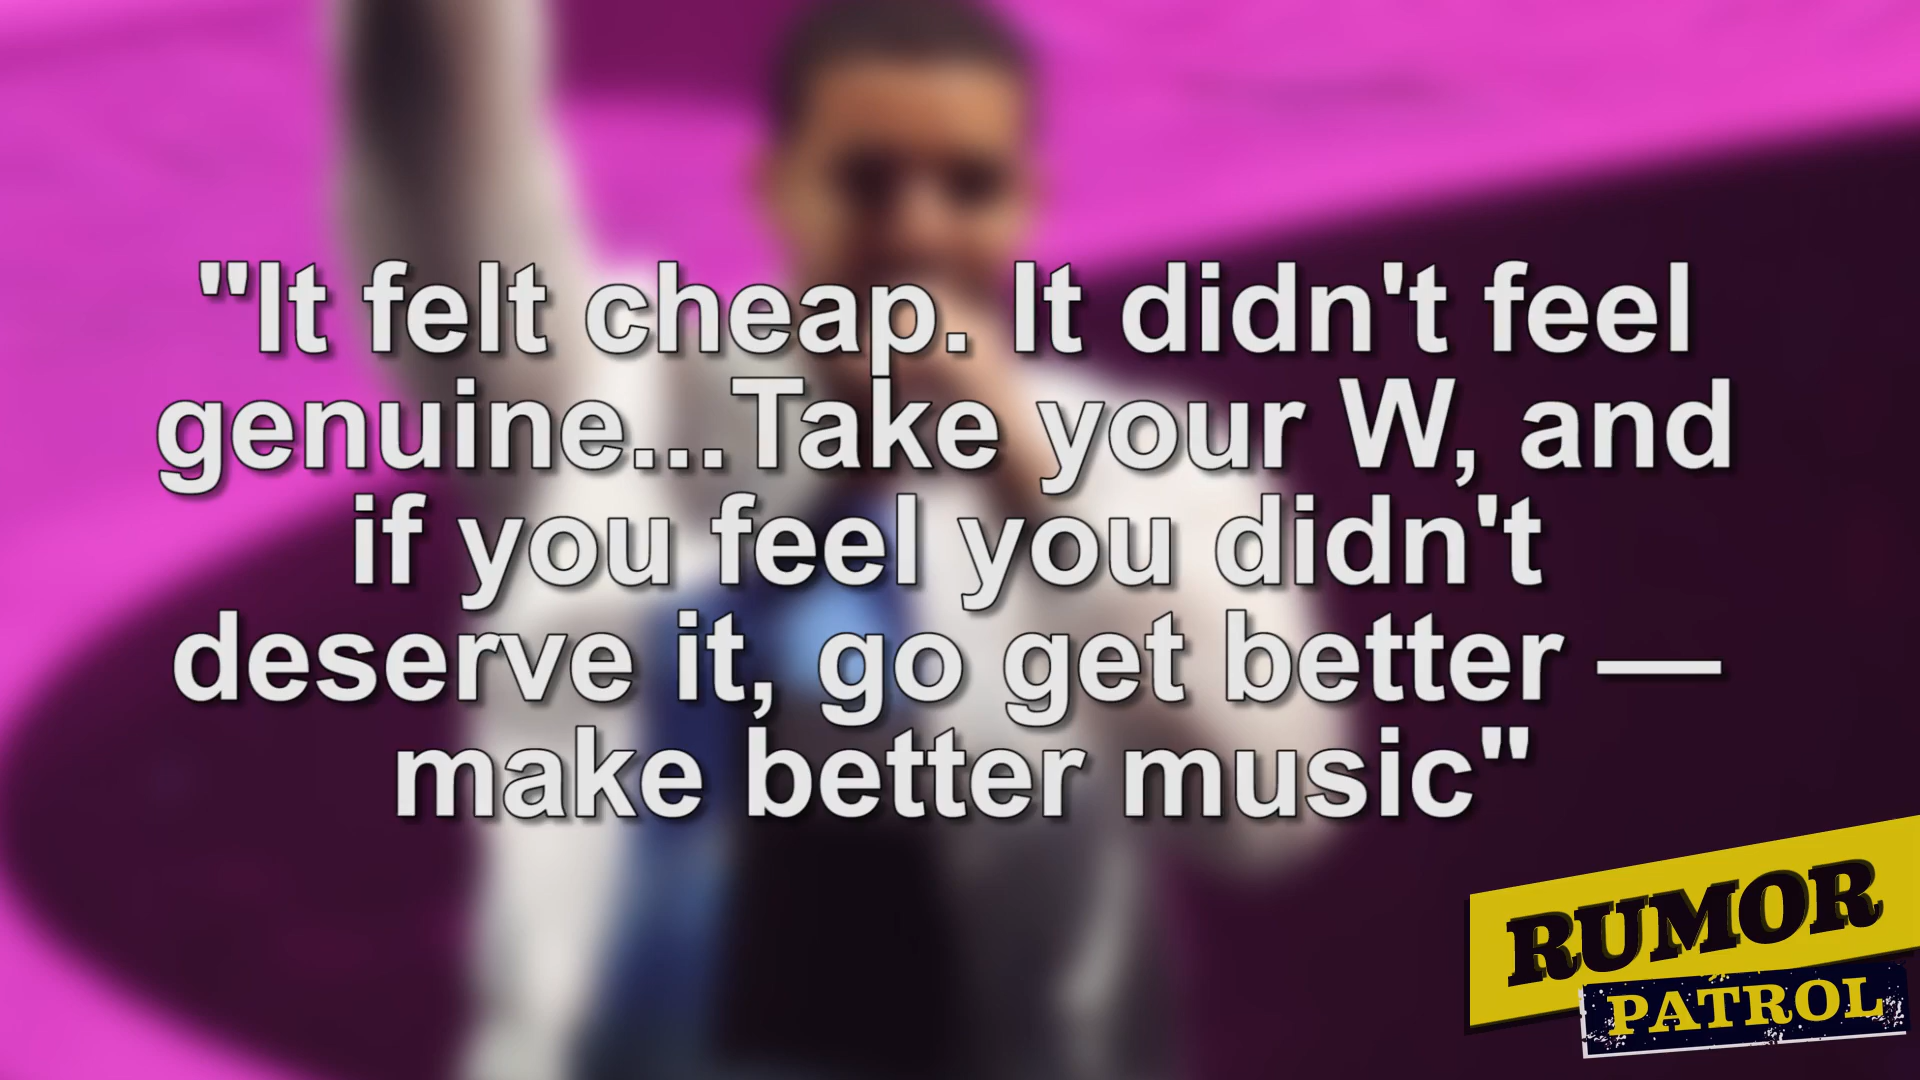 "It felt cheap. It didn't feel
genuine...Take your W, and
if you feel you didn't
deserve it, go get better —
make better music"
RUMOR
PATROL